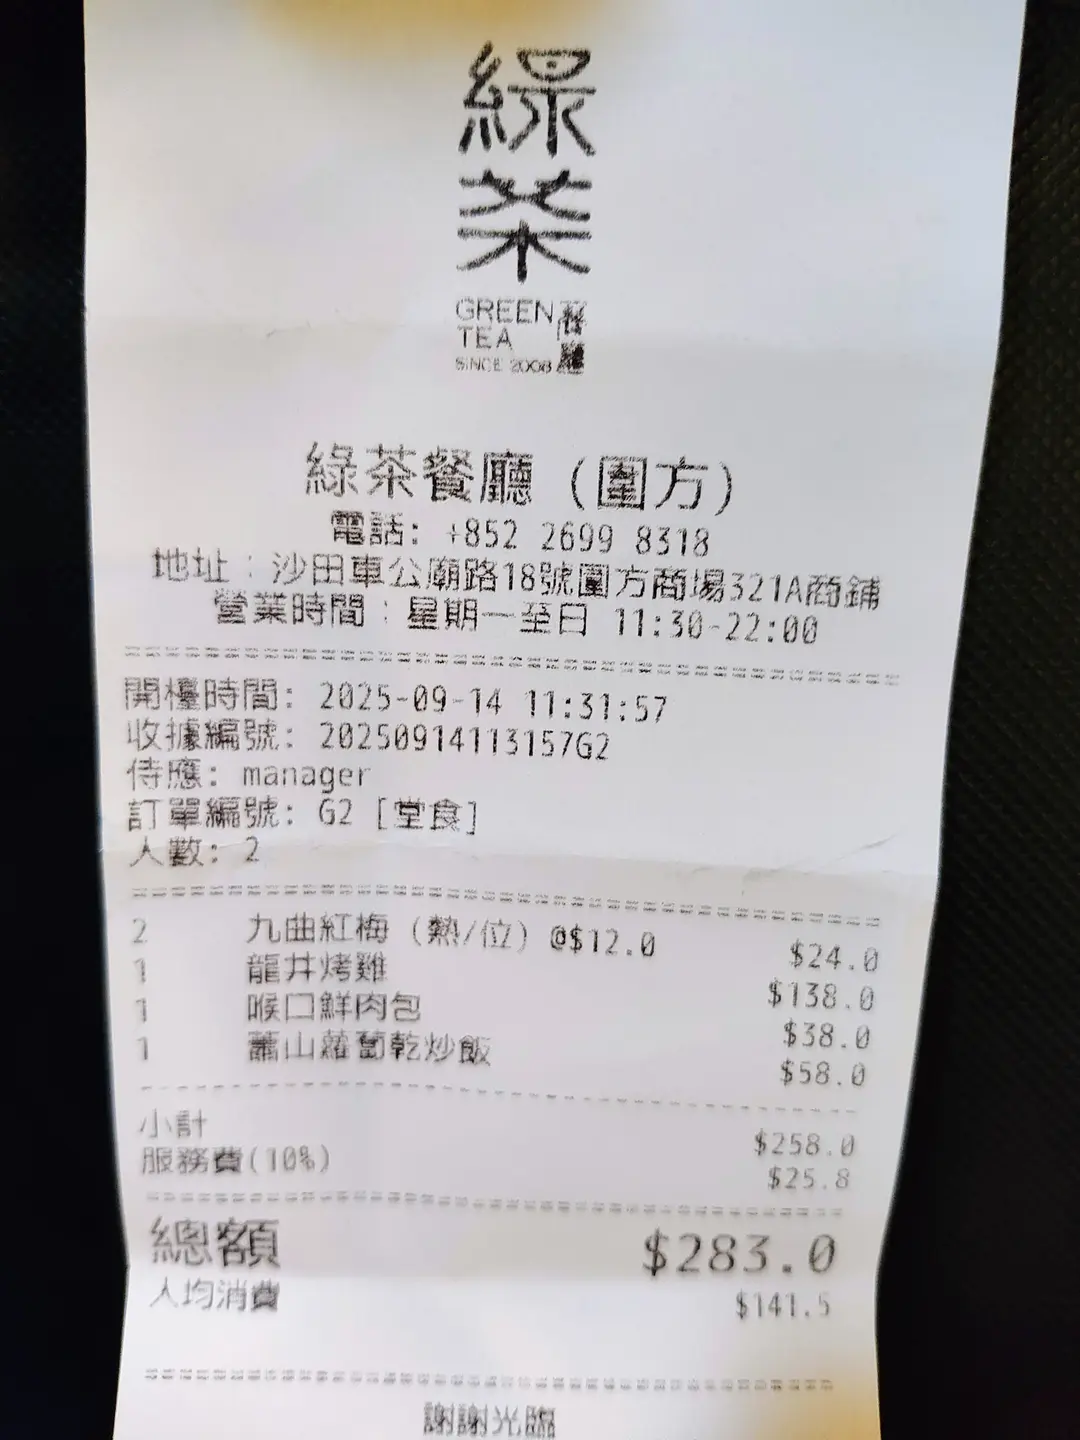 綠茶
GREEN
TEA
SINCE 2008
餐廳
綠茶餐廳 (圍方)
電話: +852 2699 8318
地址：沙田車公廟路18號圍方商場321A商鋪
營業時間：星期一至日 11:30-22:00
開檯時間: 2025-09-14 11:31:57
收據編號: 20250914113157G2
侍應: manager
訂單編號: G2 [堂食]
人數: 2
2 九曲紅梅 (熱/位) @$12.0 $24.0
1 龍井烤雞 $138.0
1 喉口鮮肉包 $38.0
1 蕭山蘿蔔乾炒飯 $58.0
小計 $258.0
服務費(10%) $25.8
總額 $283.0
人均消費 $141.5
謝謝光臨